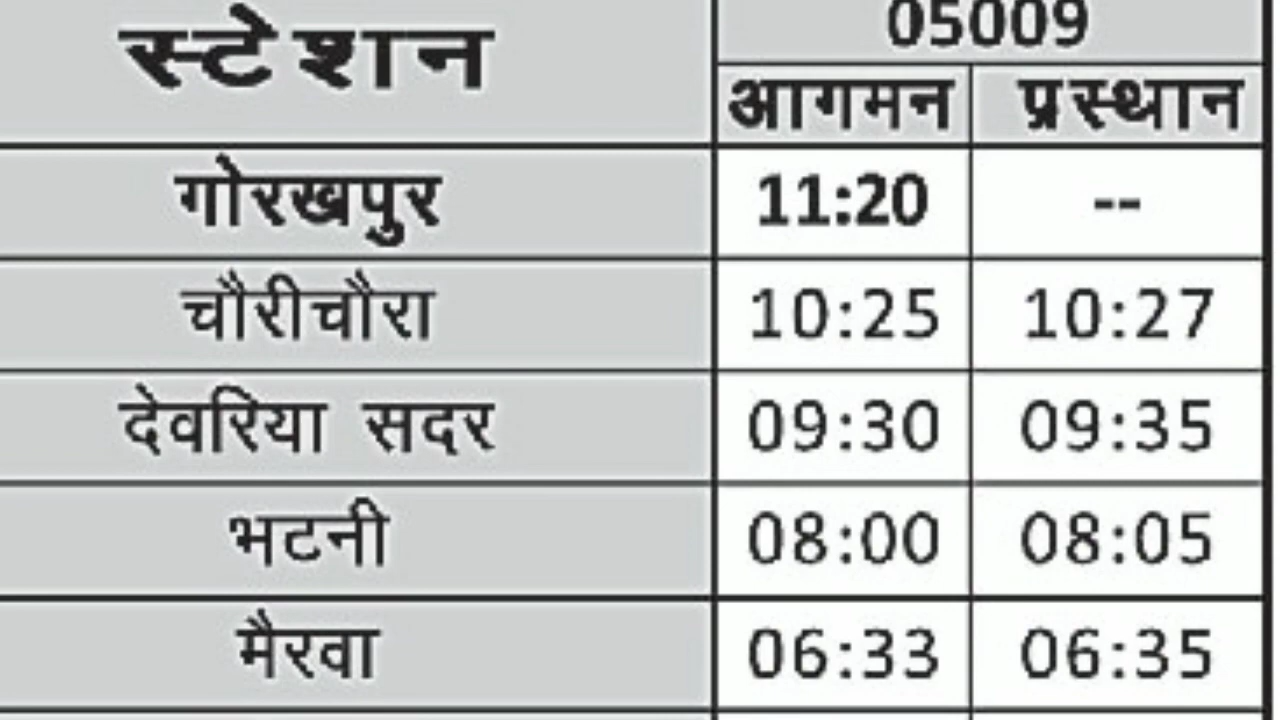 स्टेशन 05009
आगमन प्रस्थान
गोरखपुर 11:20 --
चौरीचौरा 10:25 10:27
देवरिया सदर 09:30 09:35
भटनी 08:00 08:05
मैरवा 06:33 06:35